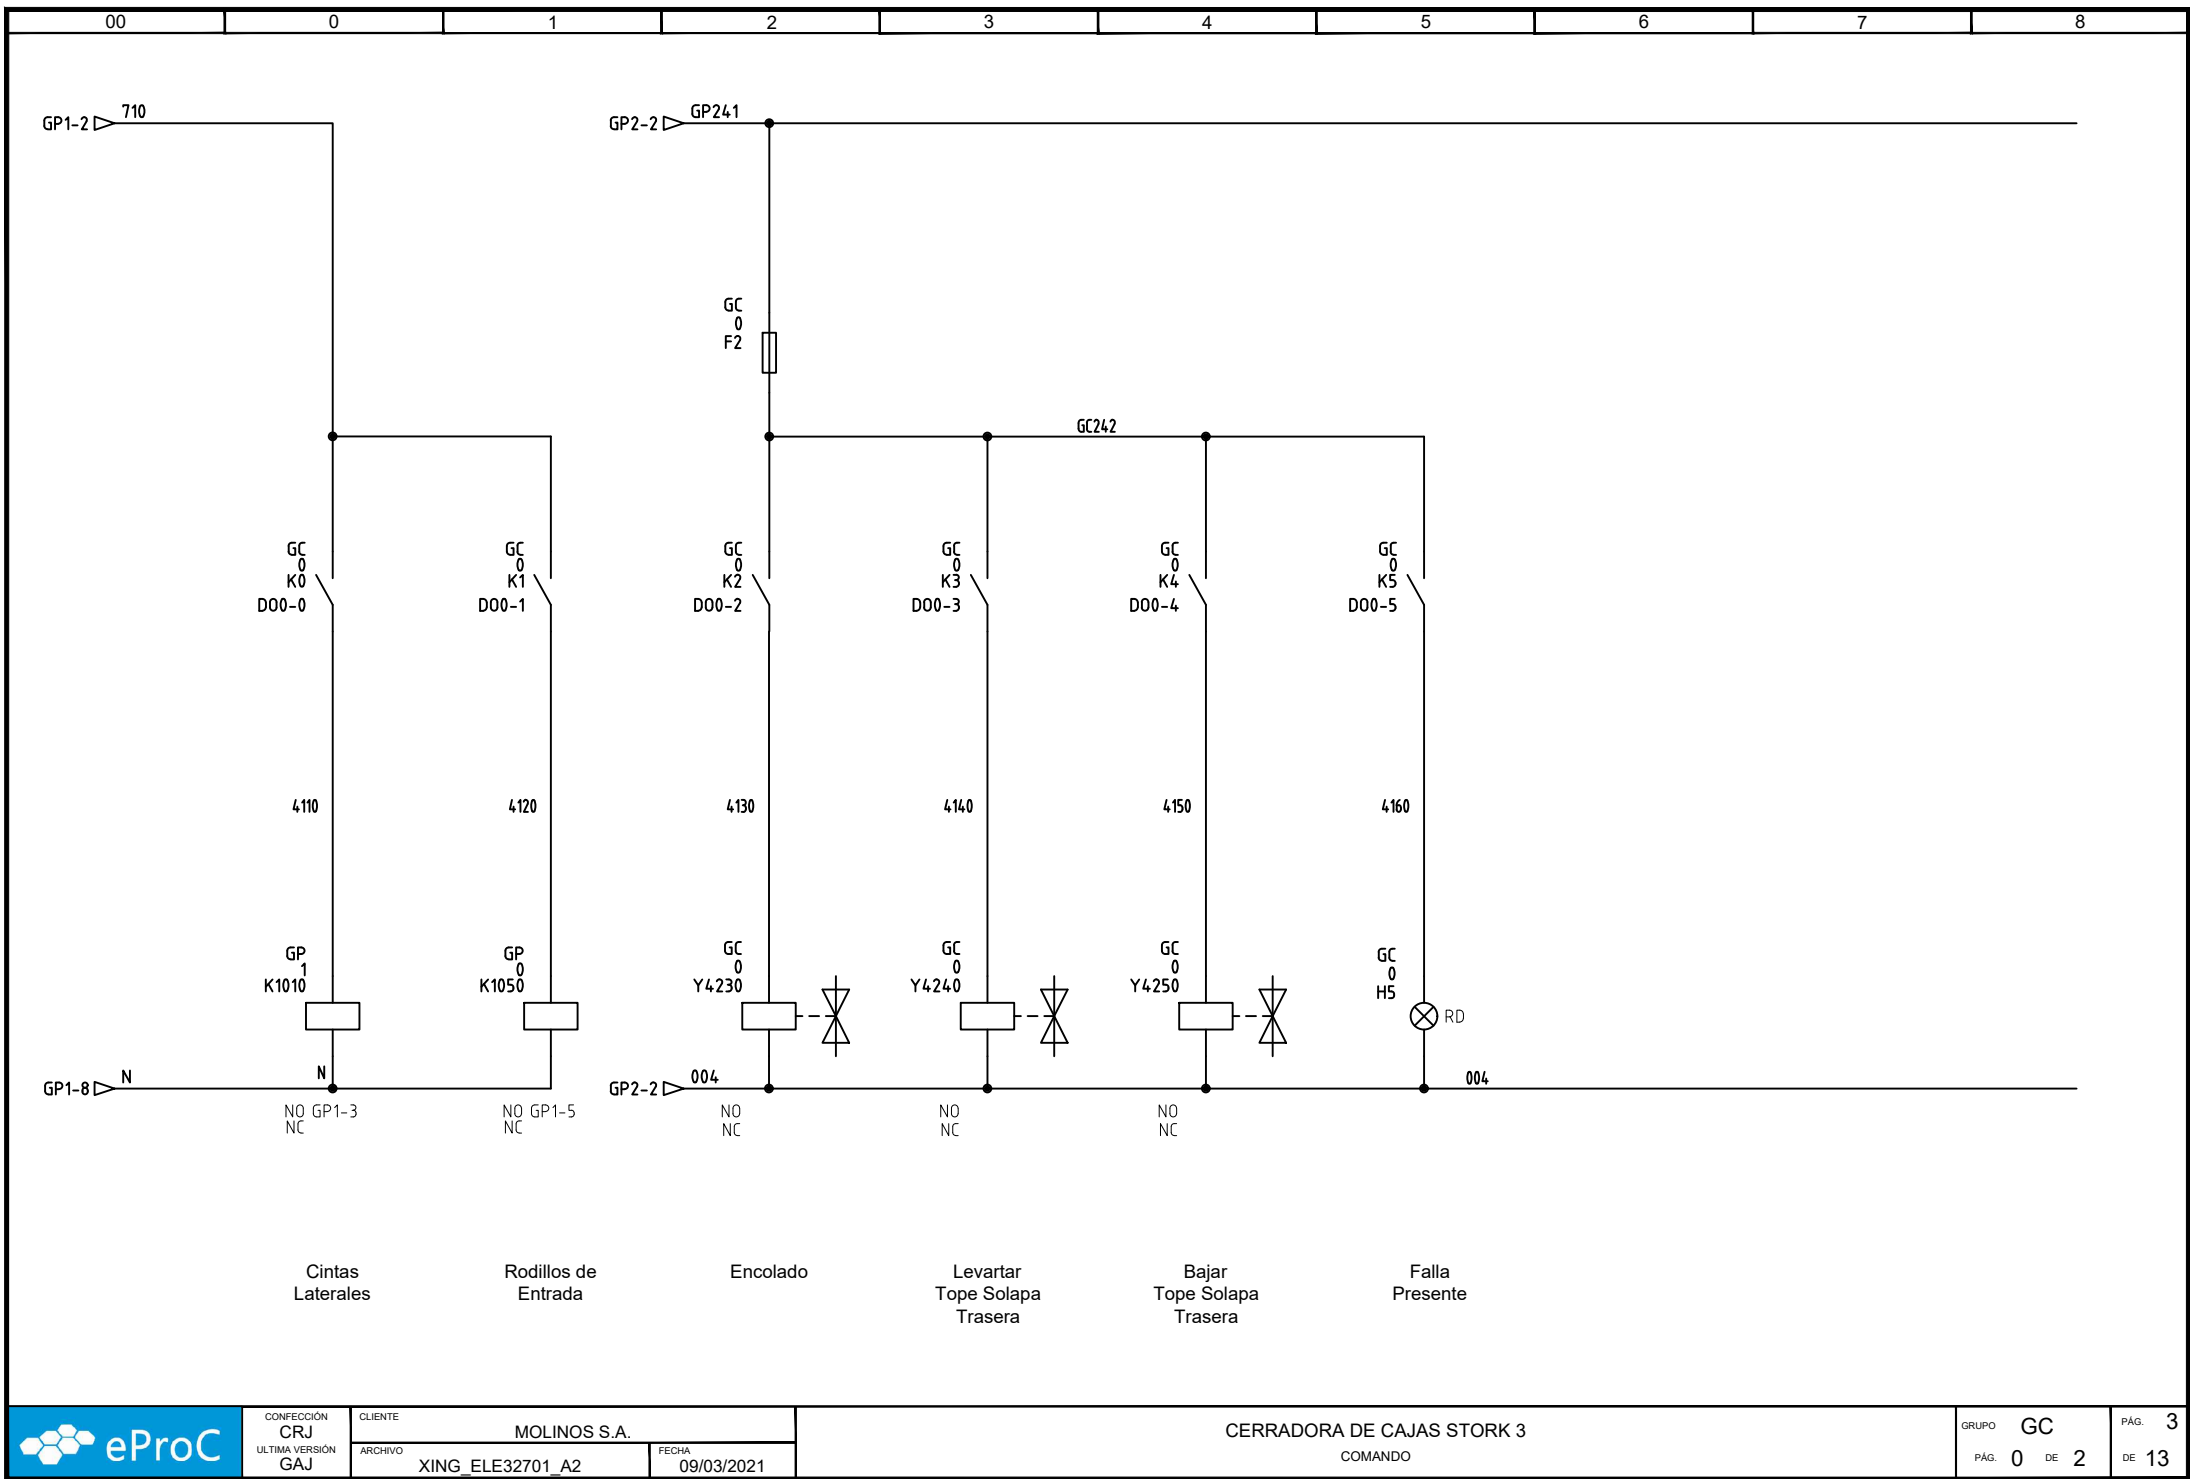 00 0 1 2 3 4 5 6 7 8
GP1-2 710
GP2-2 GP241
GC
0
F2
GC242
GC
0
K0
DO0-0
GC
0
K1
DO0-1
GC
0
K2
DO0-2
GC
0
K3
DO0-3
GC
0
K4
DO0-4
GC
0
K5
DO0-5
4110 4120 4130 4140 4150 4160
GP
1
K1010
GP
0
K1050
GC
0
Y4230
GC
0
Y4240
GC
0
Y4250
GC
0
H5
RD
GP1-8 N
N
GP2-2 004
004
NO GP1-3
NC
NO GP1-5
NC
NO
NC
NO
NC
NO
NC
Cintas
Laterales
Rodillos de
Entrada
Encolado
Levartar
Tope Solapa
Trasera
Bajar
Tope Solapa
Trasera
Falla
Presente
eProC
CONFECCIÓN
CRJ
ULTIMA VERSIÓN
GAJ
CLIENTE
MOLINOS S.A.
ARCHIVO
XING_ELE32701_A2
FECHA
09/03/2021
CERRADORA DE CAJAS STORK 3
COMANDO
GRUPO GC
PÁG. 0 DE 2
PÁG. 3
DE 13